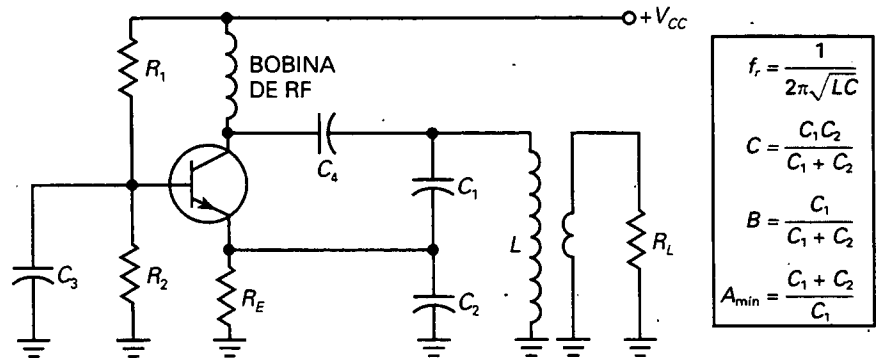 +V_CC
R_1
BOBINA
DE RF
C_4
C_1
C_3
R_2
R_E
C_2
L
R_L
f_r = 1 / 2π√LC
C = C_1C_2 / C_1 + C_2
B = C_1 / C_1 + C_2
A_mín = C_1 + C_2 / C_1